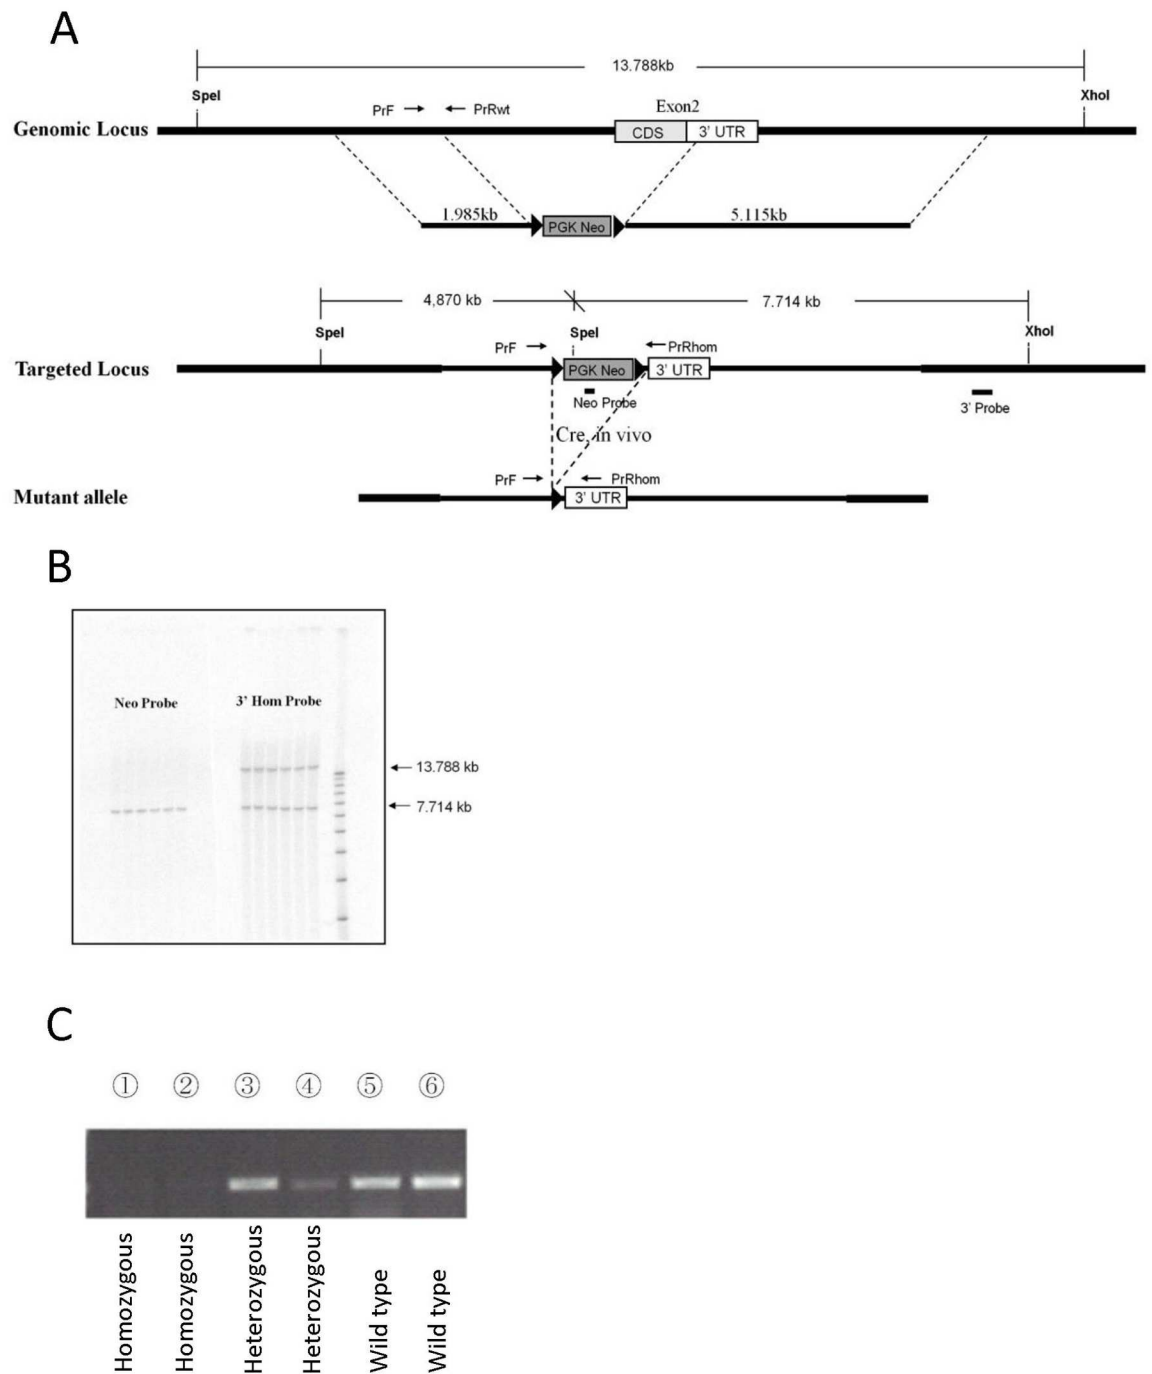 A
13.788kb
SpeI
XhoI
PrF
PrRwt
Exon2
Genomic Locus
CDS
3' UTR
1.985kb
5.115kb
PGK Neo
4,870 kb
7.714 kb
SpeI
SpeI
XhoI
PrF
PrRhom
Targeted Locus
PGK Neo
3' UTR
Neo Probe
3' Probe
Cre, in vivo
PrF
PrRhom
Mutant allele
3' UTR
B
Neo Probe
3' Hom Probe
13.788 kb
7.714 kb
C
① ② ③ ④ ⑤ ⑥
Homozygous
Homozygous
Heterozygous
Heterozygous
Wild type
Wild type